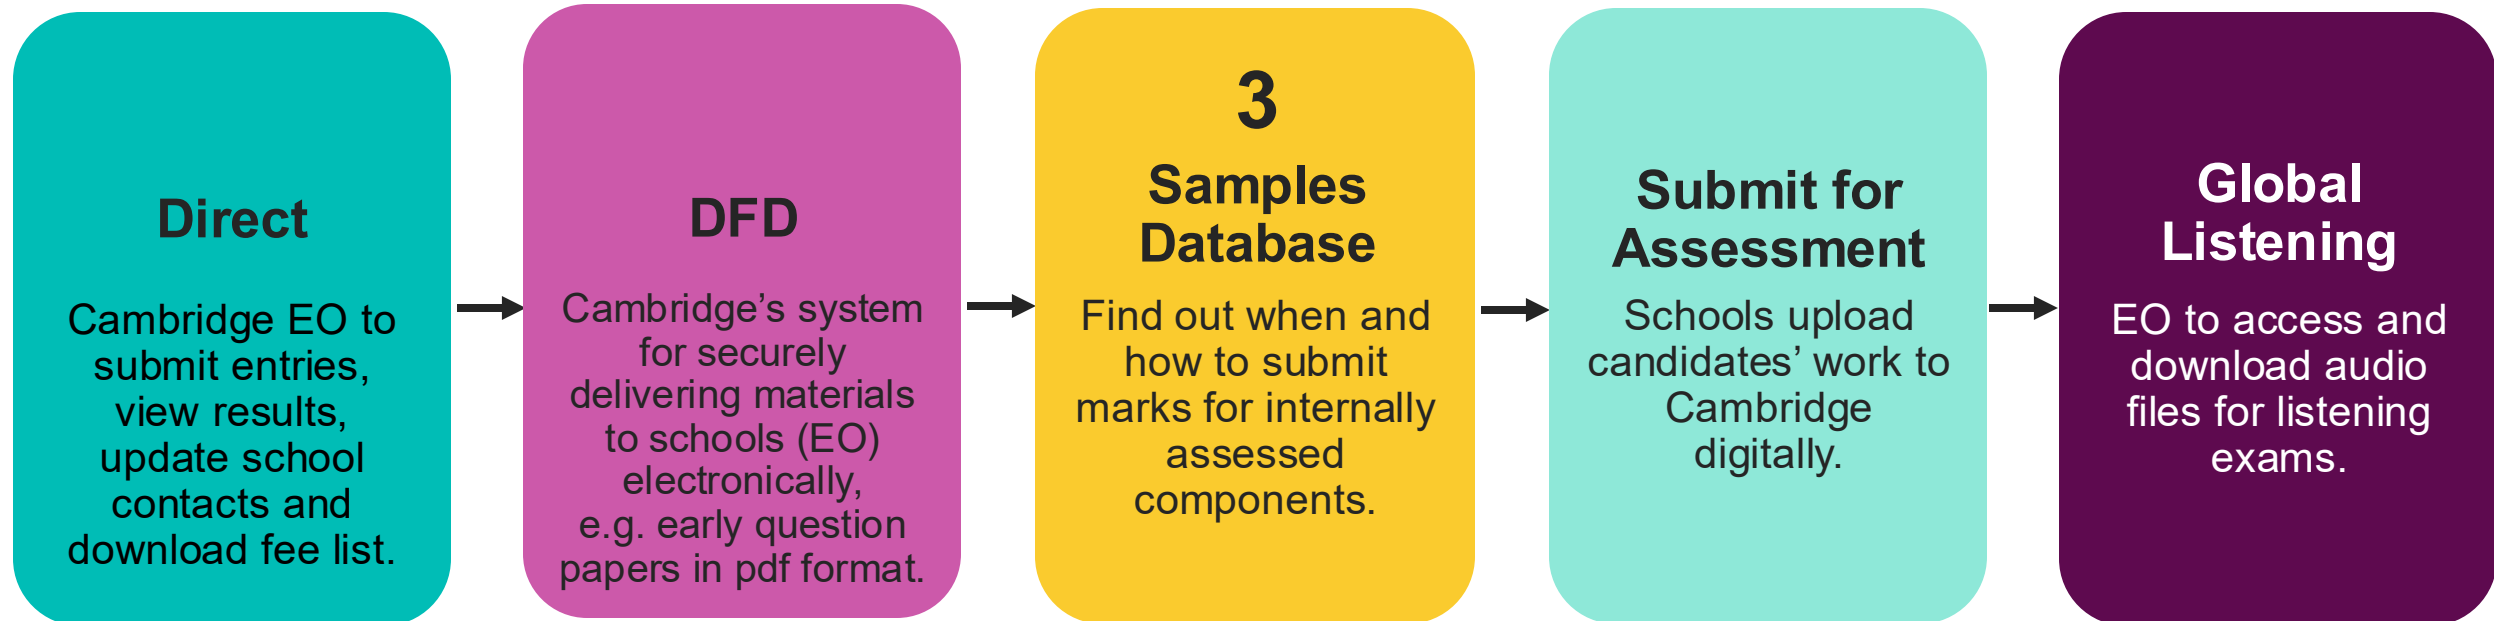 Direct
Cambridge EO to
submit entries,
view results,
update school
contacts and
download fee list.
DFD
Cambridge’s system
for securely
delivering materials
to schools (EO)
electronically,
e.g. early question
papers in pdf format.
3
Samples
Database
Find out when and
how to submit
marks for internally
assessed
components.
Submit for
Assessment
Schools upload
candidates’ work to
Cambridge
digitally.
Global
Listening
EO to access and
download audio
files for listening
exams.